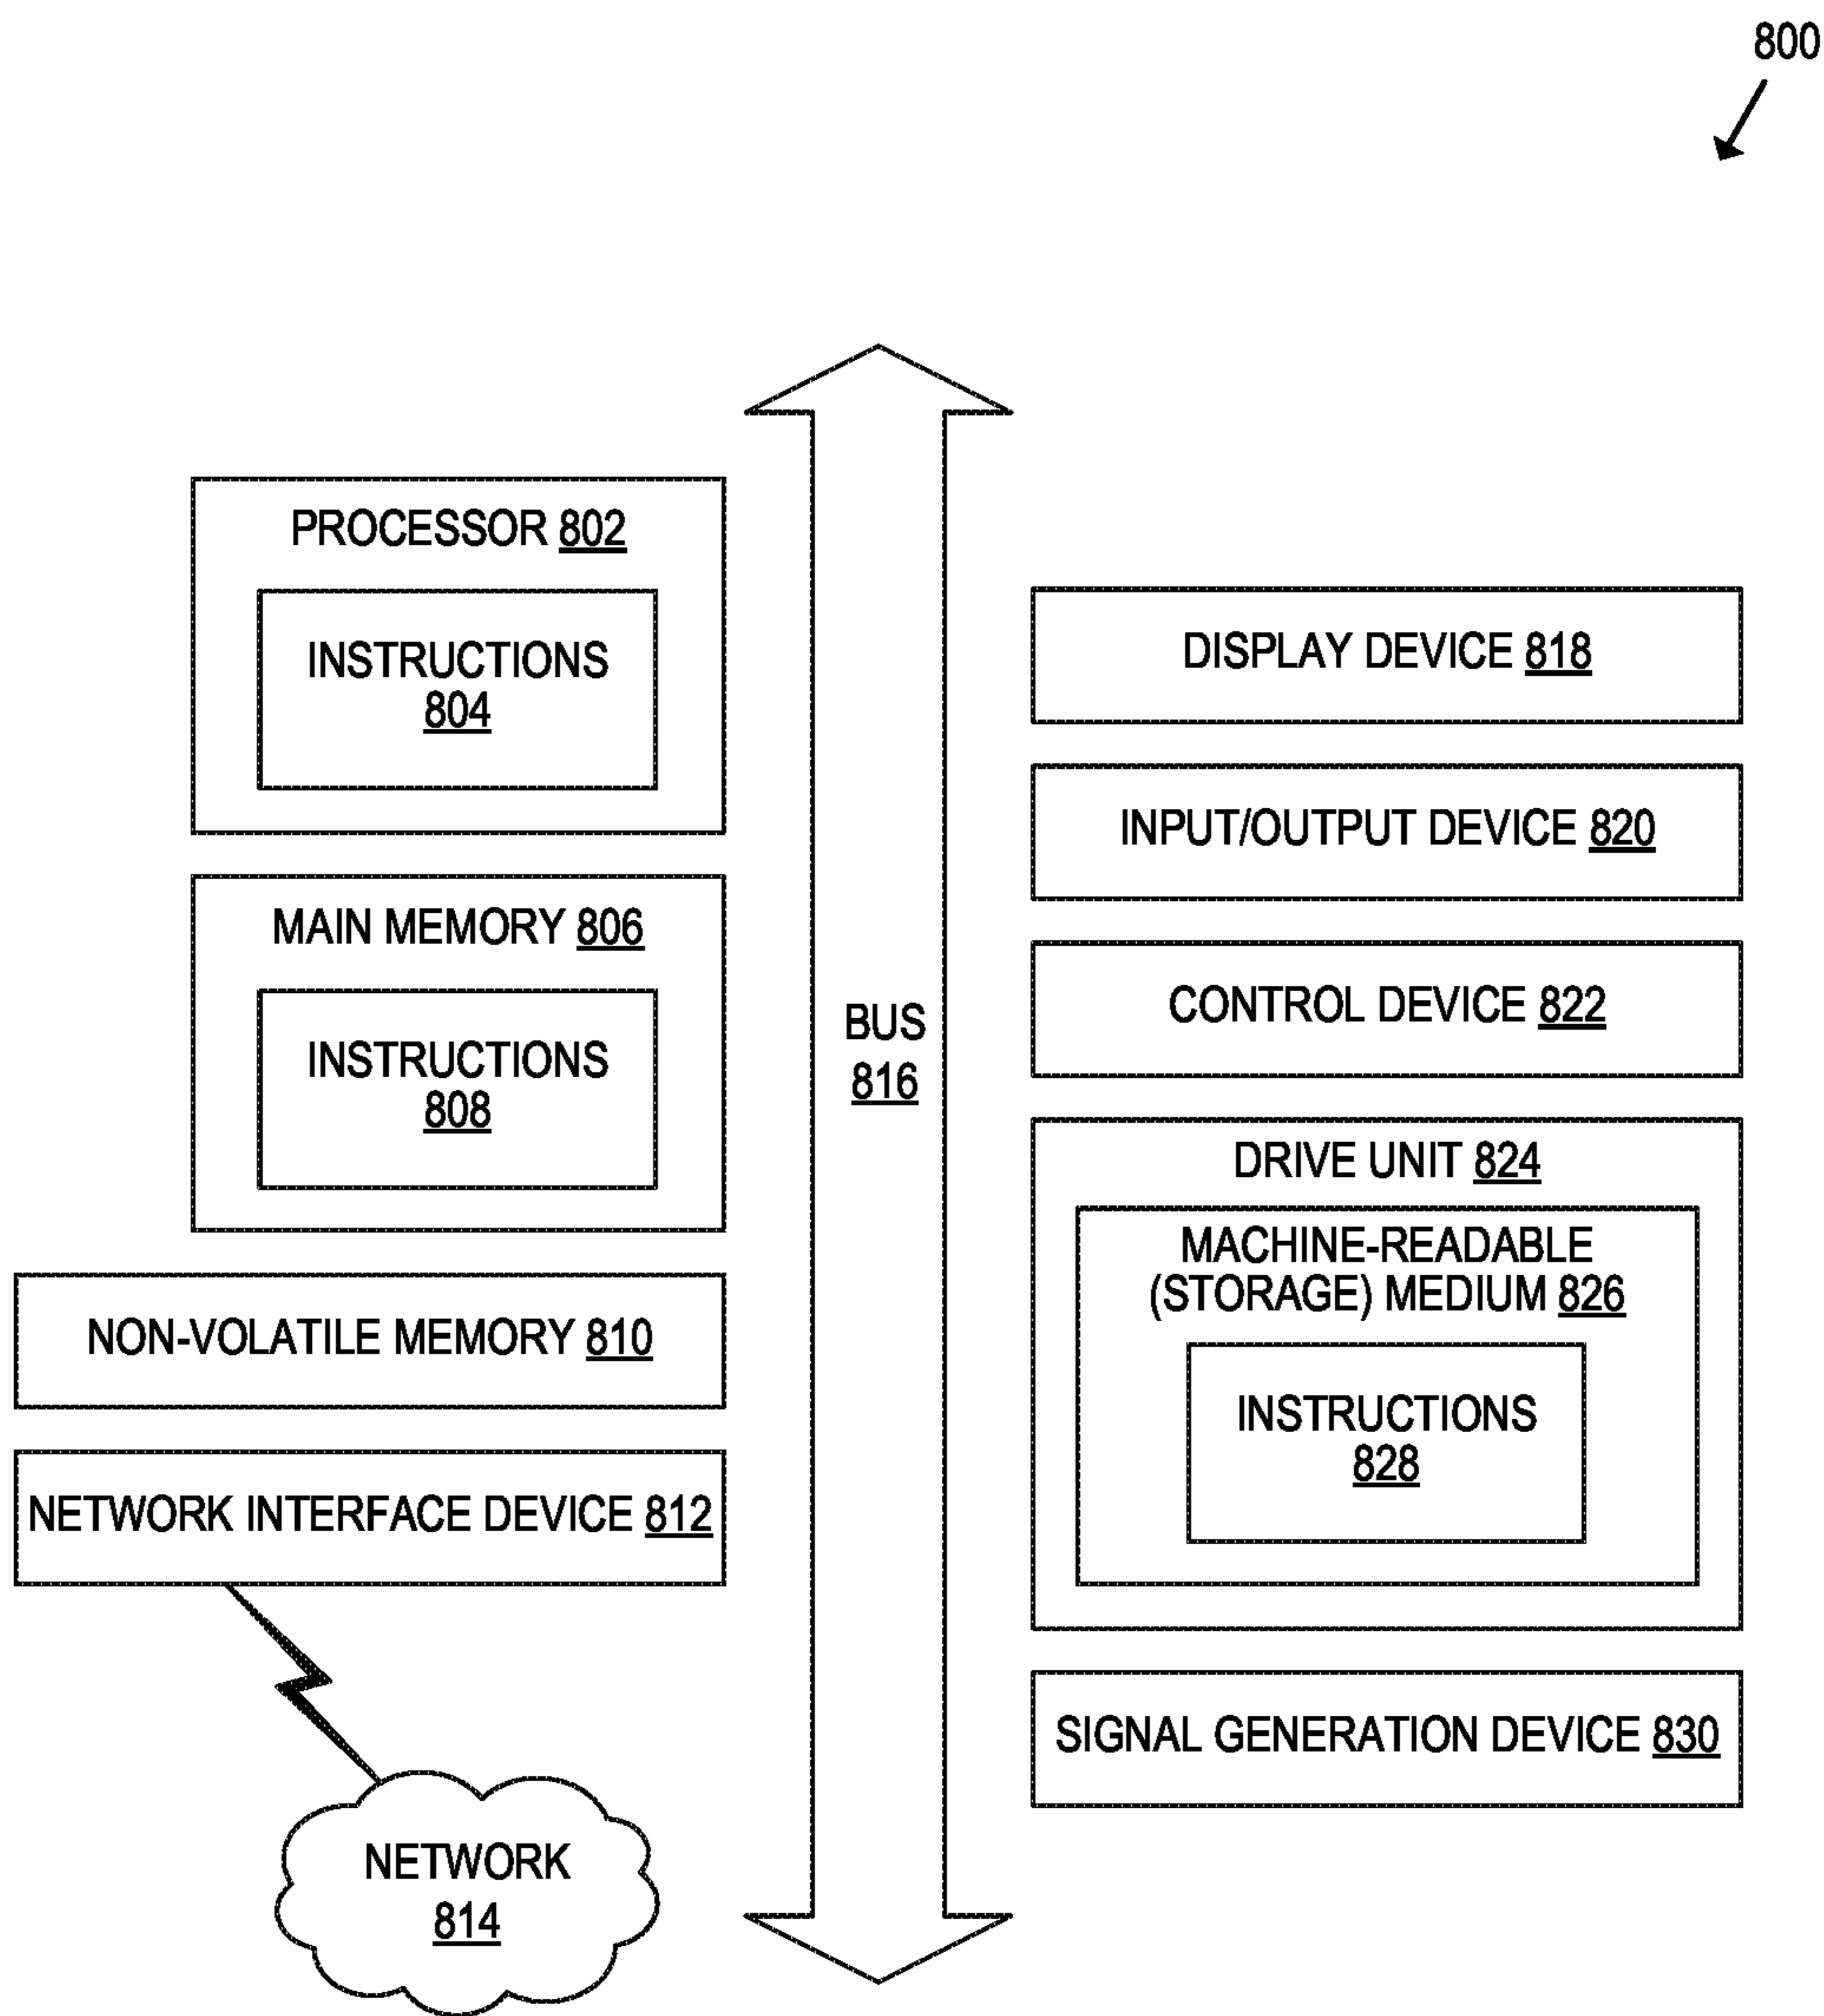 800
PROCESSOR 802
INSTRUCTIONS
804
MAIN MEMORY 806
INSTRUCTIONS
808
NON-VOLATILE MEMORY 810
NETWORK INTERFACE DEVICE 812
NETWORK
814
BUS
816
DISPLAY DEVICE 818
INPUT/OUTPUT DEVICE 820
CONTROL DEVICE 822
DRIVE UNIT 824
MACHINE-READABLE
(STORAGE) MEDIUM 826
INSTRUCTIONS
828
SIGNAL GENERATION DEVICE 830